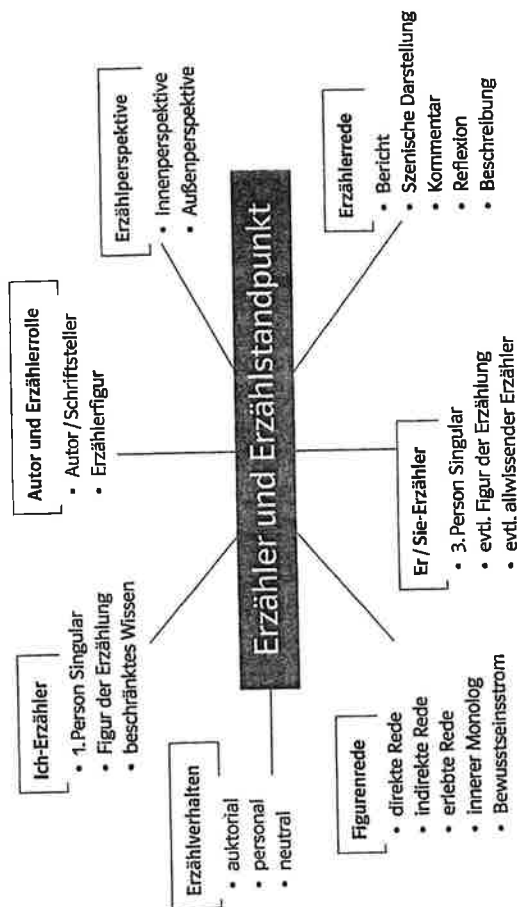 Ich-Erzähler
• 1. Person Singular
• Figur der Erzählung
• beschränktes Wissen
Autor und Erzählerrolle
• Autor / Schriftsteller
• Erzählerfigur
Erzählperspektive
• Innenperspektive
• Außenperspektive
Erzählverhalten
• auktorial
• personal
• neutral
Erzähler und Erzählstandpunkt
Figurenrede
• direkte Rede
• indirekte Rede
• erlebte Rede
• innerer Monolog
• Bewusstseinsstrom
Er / Sie-Erzähler
• 3. Person Singular
• evtl. Figur der Erzählung
• evtl. allwissender Erzähler
Erzählerrede
• Bericht
• Szenische Darstellung
• Kommentar
• Reflexion
• Beschreibung